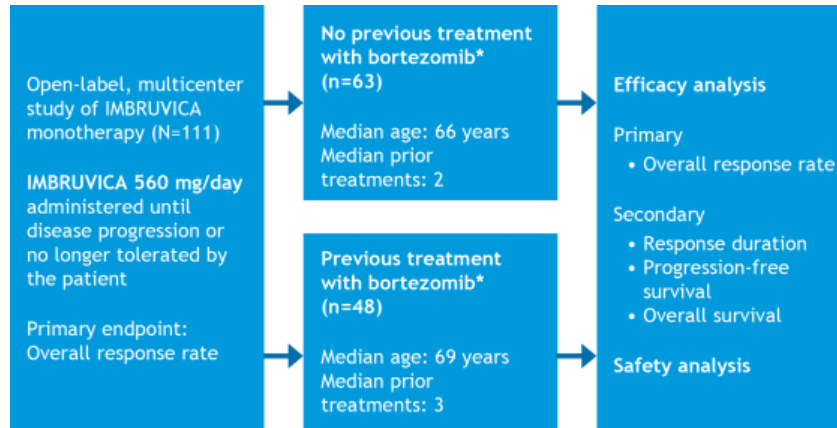 Open-label, multicenter
study of IMBRUVICA
monotherapy (N=111)
IMBRUVICA 560 mg/day
administered until
disease progression or
no longer tolerated by
the patient
Primary endpoint:
Overall response rate
No previous treatment
with bortezomib*
(n=63)
Median age: 66 years
Median prior
treatments: 2
Previous treatment
with bortezomib*
(n=48)
Median age: 69 years
Median prior
treatments: 3
Efficacy analysis
Primary
• Overall response rate
Secondary
• Response duration
• Progression-free
survival
• Overall survival
Safety analysis